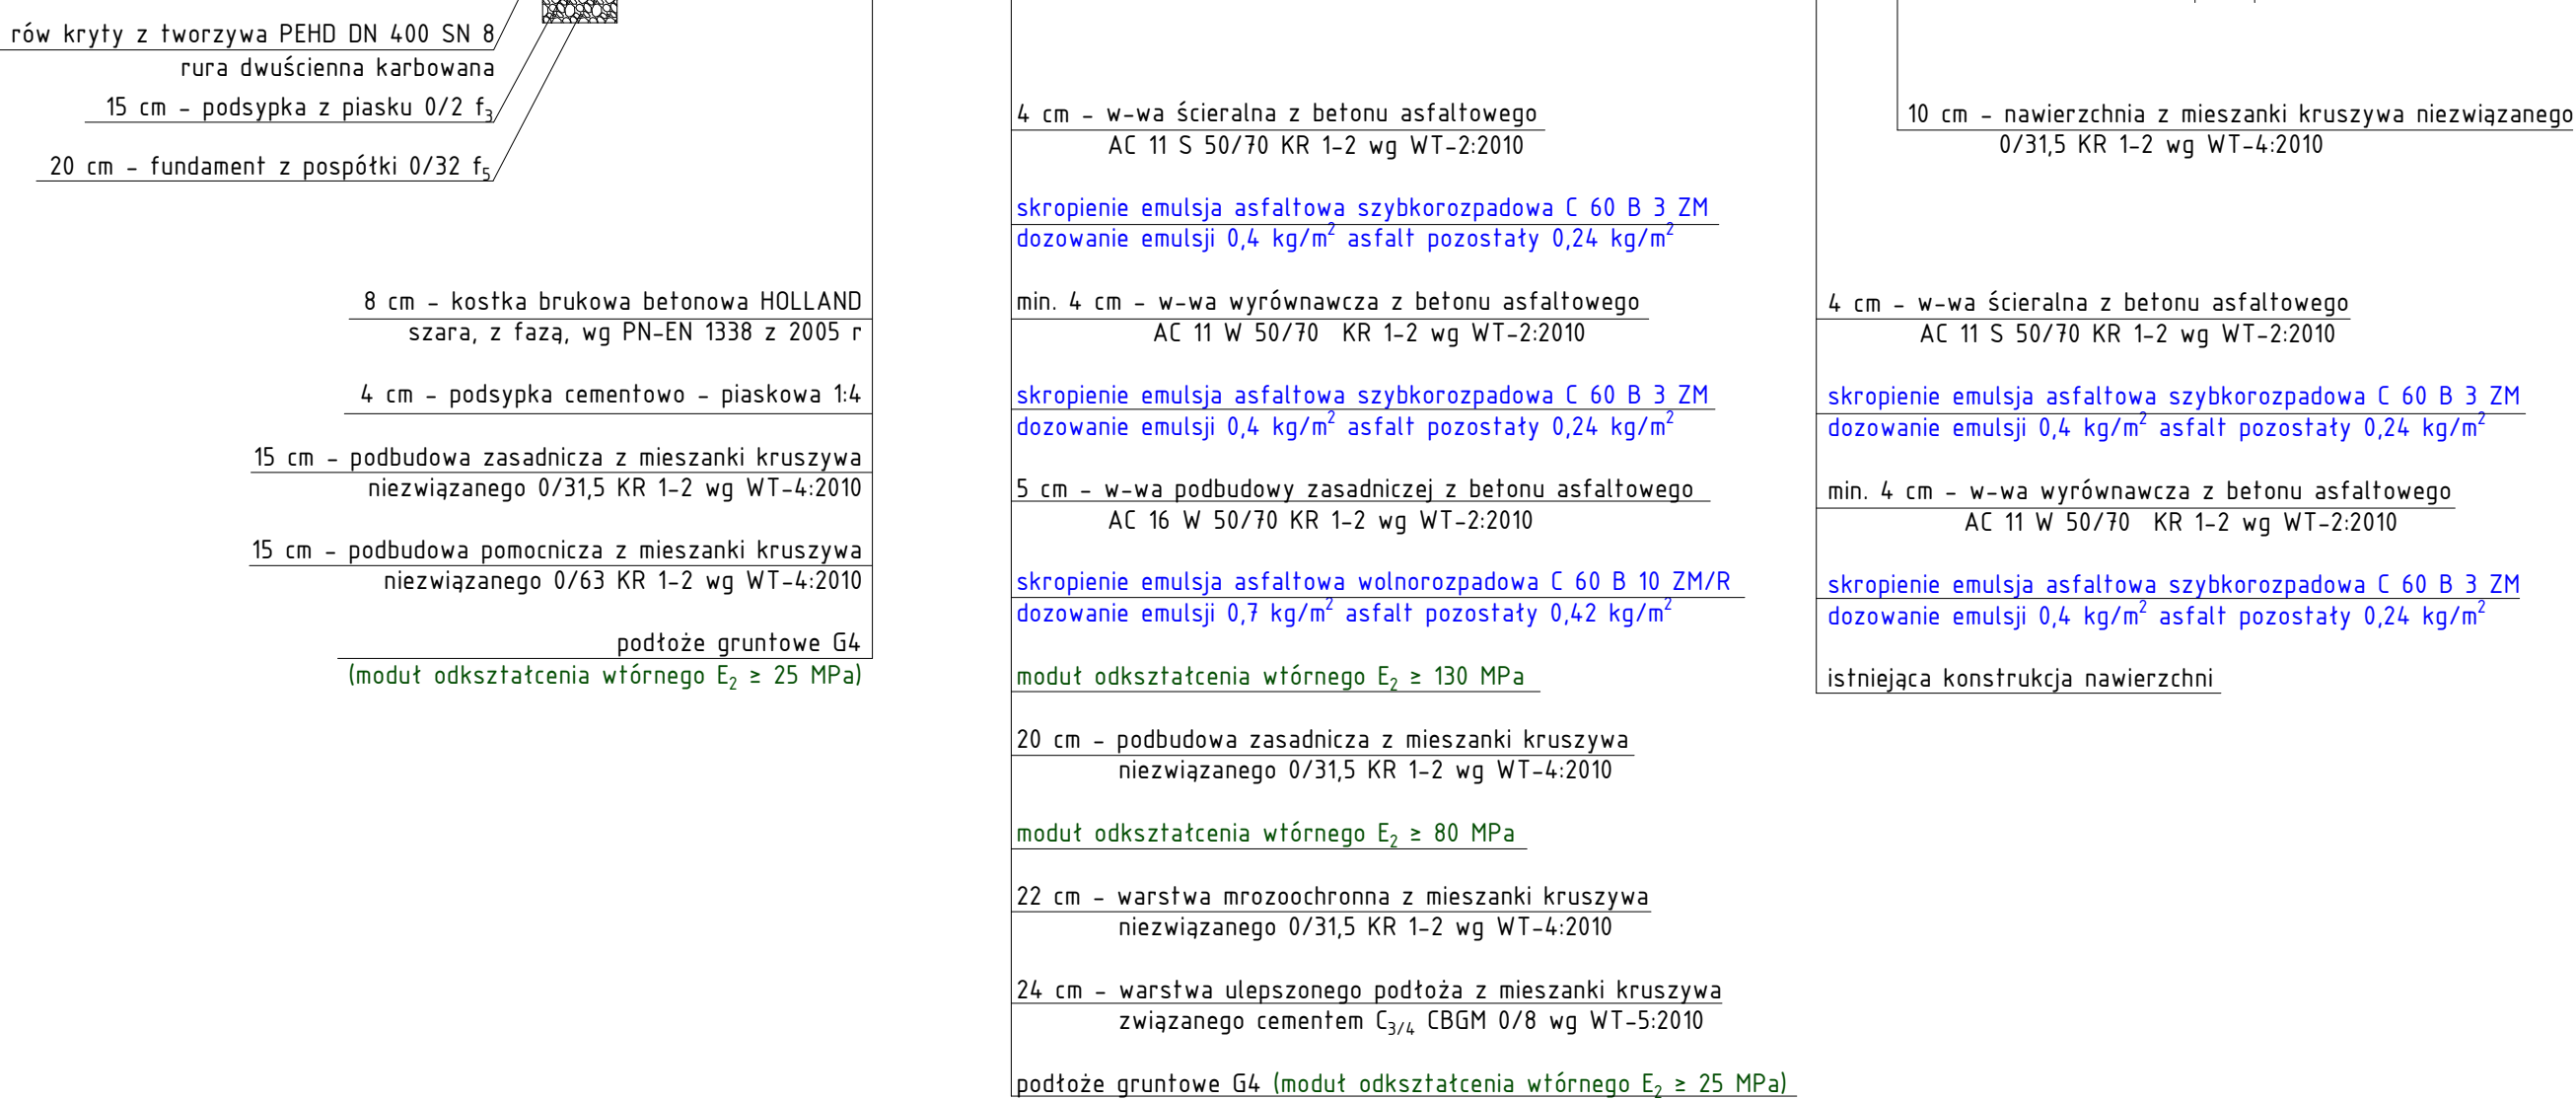 rów kryty z tworzywa PEHD DN 400 SN 8
rura dwuścienna karbowana
15 cm - podsypka z piasku 0/2 f3
20 cm - fundament z pospółki 0/32 f5
8 cm - kostka brukowa betonowa HOLLAND
szara, z fazą, wg PN-EN 1338 z 2005 r
4 cm - podsypka cementowo - piaskowa 1:4
15 cm - podbudowa zasadnicza z mieszanki kruszywa
niezwiązanego 0/31,5 KR 1-2 wg WT-4:2010
15 cm - podbudowa pomocnicza z mieszanki kruszywa
niezwiązanego 0/63 KR 1-2 wg WT-4:2010
podłoże gruntowe G4
(moduł odkształcenia wtórnego E2 ≥ 25 MPa)
4 cm - w-wa ścieralna z betonu asfaltowego
AC 11 S 50/70 KR 1-2 wg WT-2:2010
skropienie emulsja asfaltowa szybkorozpadowa C 60 B 3 ZM
dozowanie emulsji 0,4 kg/m² asfalt pozostały 0,24 kg/m²
min. 4 cm - w-wa wyrównawcza z betonu asfaltowego
AC 11 W 50/70 KR 1-2 wg WT-2:2010
skropienie emulsja asfaltowa szybkorozpadowa C 60 B 3 ZM
dozowanie emulsji 0,4 kg/m² asfalt pozostały 0,24 kg/m²
5 cm - w-wa podbudowy zasadniczej z betonu asfaltowego
AC 16 W 50/70 KR 1-2 wg WT-2:2010
skropienie emulsja asfaltowa wolnorozpadowa C 60 B 10 ZM/R
dozowanie emulsji 0,7 kg/m² asfalt pozostały 0,42 kg/m²
moduł odkształcenia wtórnego E2 ≥ 130 MPa
20 cm - podbudowa zasadnicza z mieszanki kruszywa
niezwiązanego 0/31,5 KR 1-2 wg WT-4:2010
moduł odkształcenia wtórnego E2 ≥ 80 MPa
22 cm - warstwa mrozoochronna z mieszanki kruszywa
niezwiązanego 0/31,5 KR 1-2 wg WT-4:2010
24 cm - warstwa ulepszonego podłoża z mieszanki kruszywa
związanego cementem C3/4 CBGM 0/8 wg WT-5:2010
podłoże gruntowe G4 (moduł odkształcenia wtórnego E2 ≥ 25 MPa)
10 cm - nawierzchnia z mieszanki kruszywa niezwiązanego
0/31,5 KR 1-2 wg WT-4:2010
4 cm - w-wa ścieralna z betonu asfaltowego
AC 11 S 50/70 KR 1-2 wg WT-2:2010
skropienie emulsja asfaltowa szybkorozpadowa C 60 B 3 ZM
dozowanie emulsji 0,4 kg/m² asfalt pozostały 0,24 kg/m²
min. 4 cm - w-wa wyrównawcza z betonu asfaltowego
AC 11 W 50/70 KR 1-2 wg WT-2:2010
skropienie emulsja asfaltowa szybkorozpadowa C 60 B 3 ZM
dozowanie emulsji 0,4 kg/m² asfalt pozostały 0,24 kg/m²
istniejąca konstrukcja nawierzchni